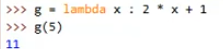 >>> g = lambda x : 2 * x + 1
>>> g(5)
11